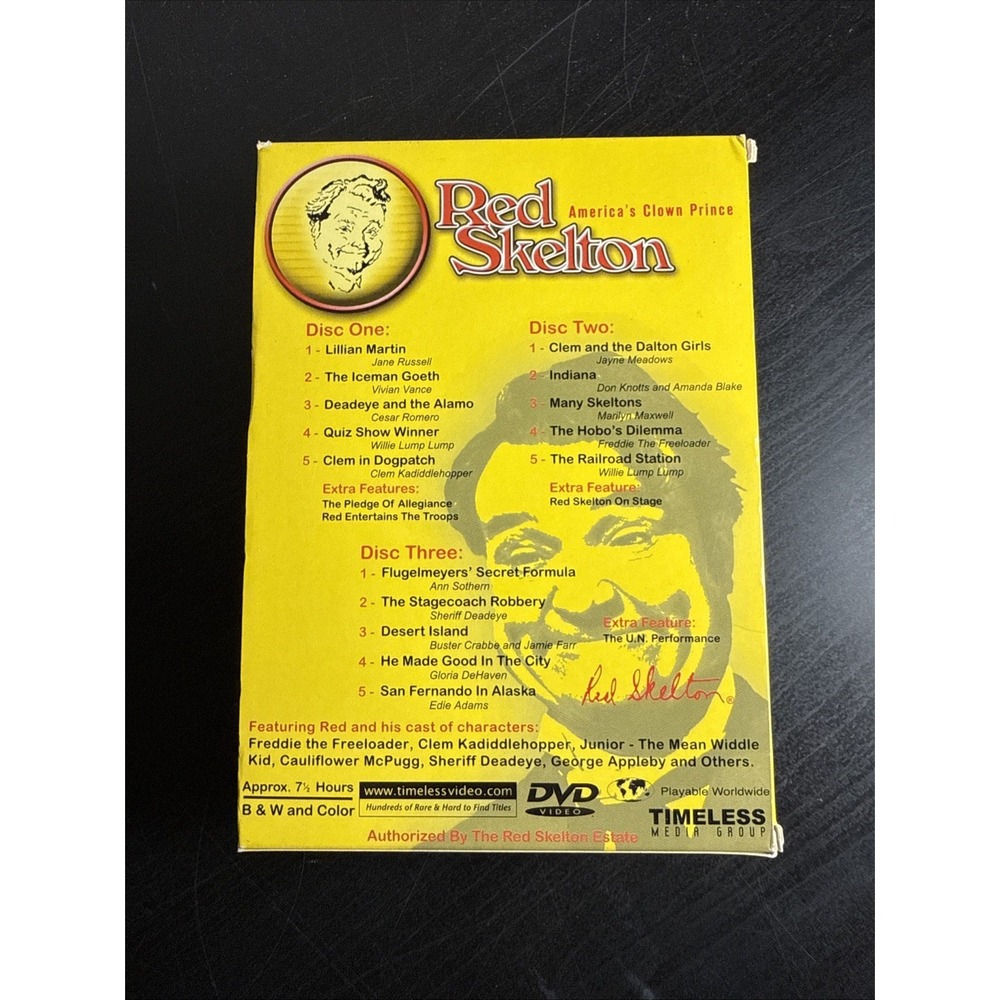 Red
Skelton
America's Clown Prince
Disc One:
1 - Lillian Martin
Jane Russell
2 - The Iceman Goeth
Vivian Vance
3 - Deadeye and the Alamo
Cesar Romero
4 - Quiz Show Winner
Willie Lump Lump
5 - Clem in Dogpatch
Clem Kadiddlehopper
Extra Features:
The Pledge Of Allegiance
Red Entertains The Troops
Disc Two:
1 - Clem and the Dalton Girls
Jayne Meadows
2 - Indiana
Don Knotts and Amanda Blake
3 - Many Skeltons
Marilyn Maxwell
4 - The Hobo's Dilemma
Freddie The Freeloader
5 - The Railroad Station
Willie Lump Lump
Extra Feature:
Red Skelton On Stage
Disc Three:
1 - Flugelmeyers' Secret Formula
Ann Sothern
2 - The Stagecoach Robbery
Sheriff Deadeye
3 - Desert Island
Buster Crabbe and Jamie Farr
4 - He Made Good In The City
Gloria DeHaven
5 - San Fernando In Alaska
Edie Adams
Extra Feature:
The U.N. Performance
Red Skelton®
Featuring Red and his cast of characters:
Freddie the Freeloader, Clem Kadiddlehopper, Junior - The Mean Widdle
Kid, Cauliflower McPugg, Sheriff Deadeye, George Appleby and Others.
Approx. 7½ Hours
B & W and Color
www.timelessvideo.com
Hundreds of Rare & Hard to Find Titles
DVD
VIDEO
Playable Worldwide
TIMELESS
MEDIA GROUP
Authorized By The Red Skelton Estate